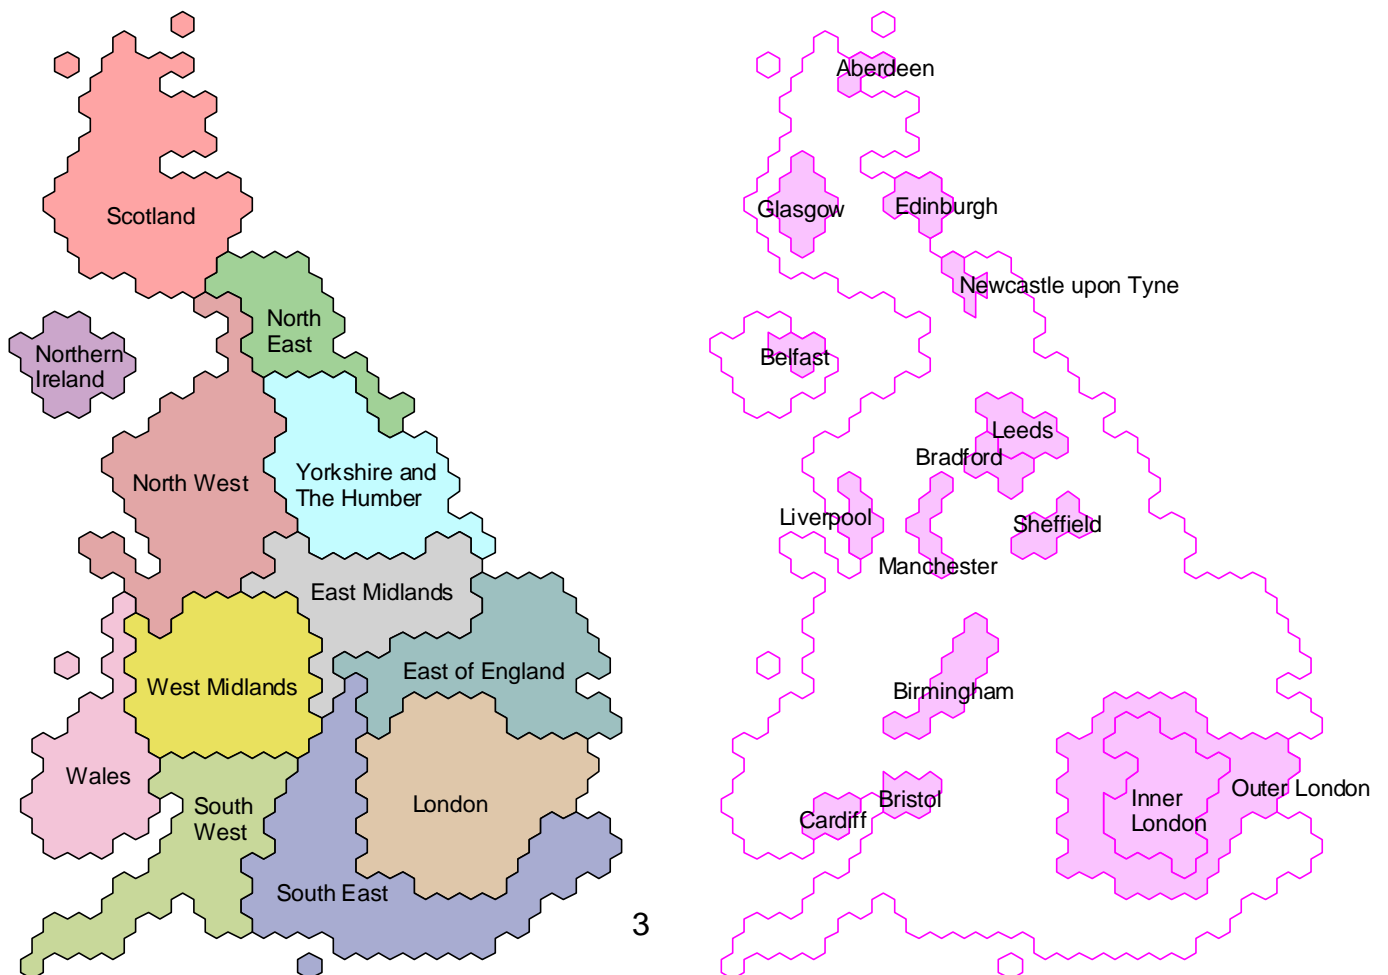 Scotland
North
East
Northern
Ireland
North West
Yorkshire and
The Humber
East Midlands
West Midlands
East of England
Wales
South
West
London
South East
3
Aberdeen
Glasgow
Edinburgh
Newcastle upon Tyne
Belfast
Leeds
Bradford
Liverpool
Sheffield
Manchester
Birmingham
Bristol
Cardiff
Outer London
Inner
London